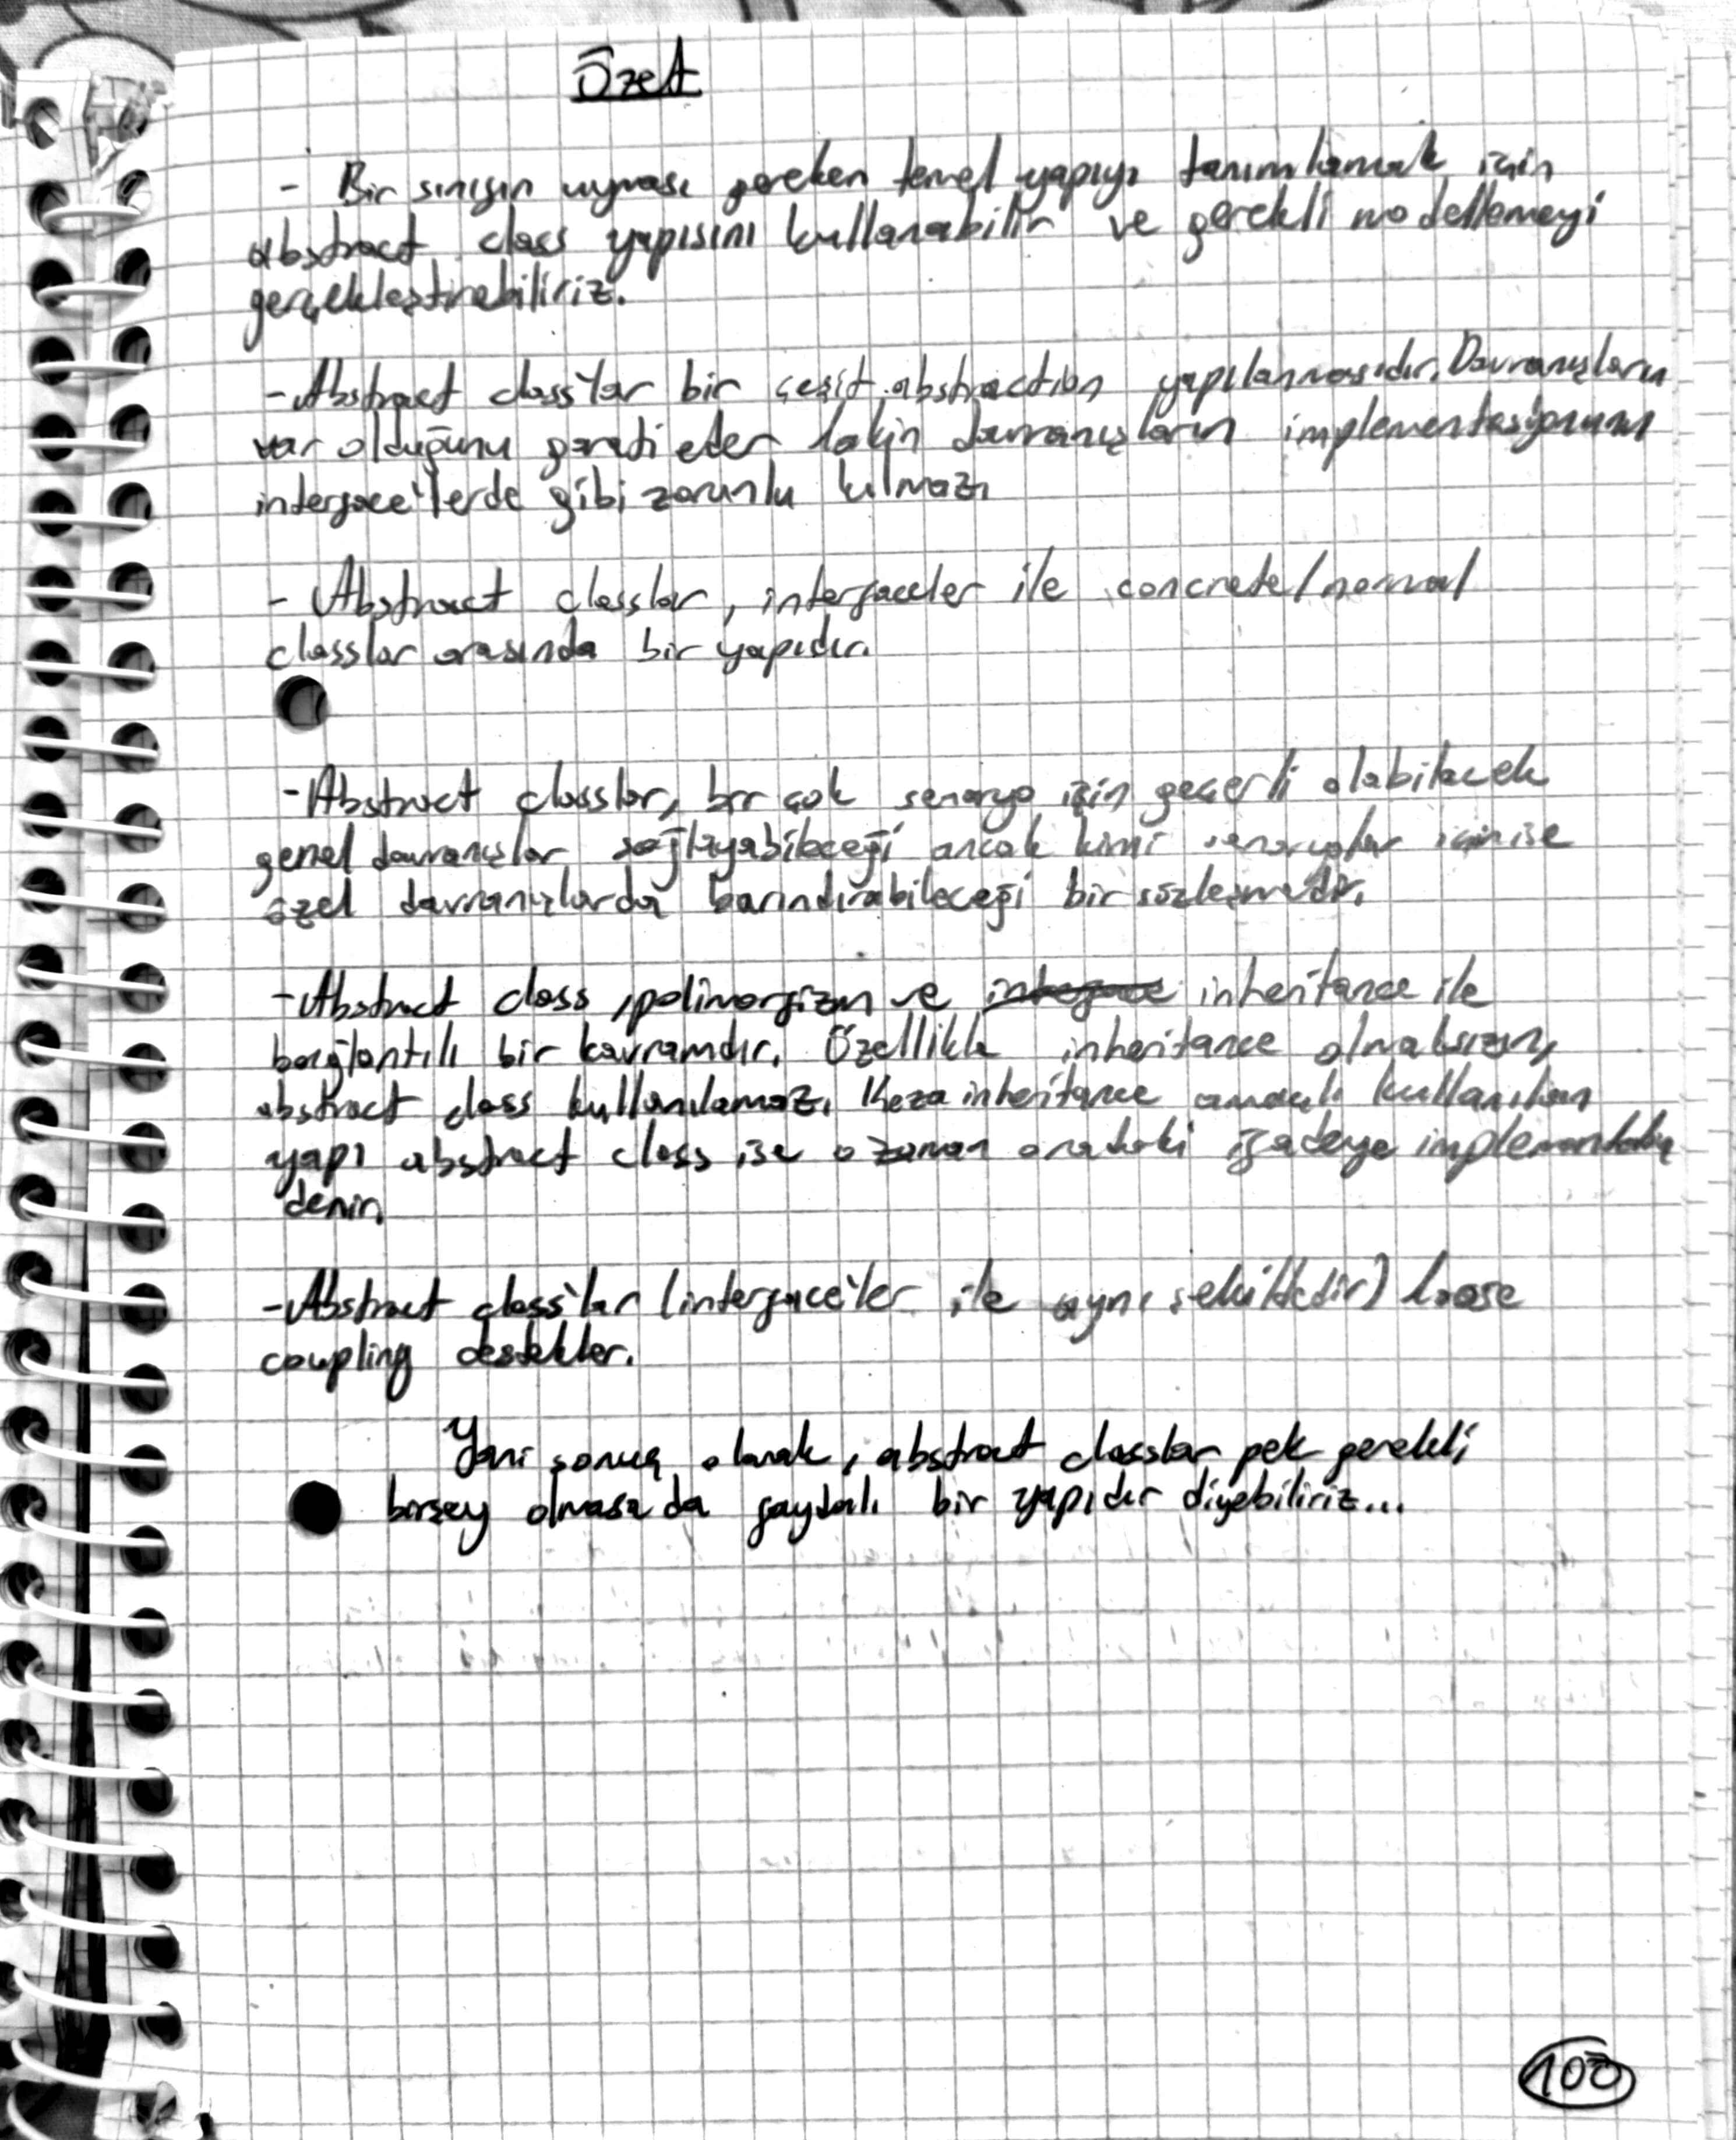 Özet
- Bir sınıfın uyması gereken temel yapıyı tanımlamak için
abstract class yapısını kullanabilir ve gerekli modellemeyi
gerçekleştirebiliriz.
- Abstract class'lar bir çeşit abstraction yapılanmasıdır. Davranışların
var olduğunu garati eder lakin davranışların implementasyonunu
interface'lerde gibi zorunlu kılmaz.
- Abstract classlar, interfaceler ile concrete/normal
classlar arasında bir yapıdır.
- Abstract classlar, bir çok senaryo için geçerli olabilecek
genel davranışlar sağlayabileceği ancak kimi senaryolar için ise
özel davranışlarda barındırabileceği bir sözleşmedir.
- Abstract class, polimorfizm ve interface inheritance ile
bağlantılı bir kavramdır. Özellikle inheritance olmaksızın,
abstract class kullanılamaz. Keza inheritance amaçlı kullanılan
yapı abstract class ise o zaman aradaki ifadeye
denir.
- Abstract class'lar (interface'ler ile aynı şekildedir) loose
coupling destekler.
Yani sonuç olarak, abstract classlar pek gerekli
birşey olmasa da faydalı bir yapıdır diyebiliriz...
100